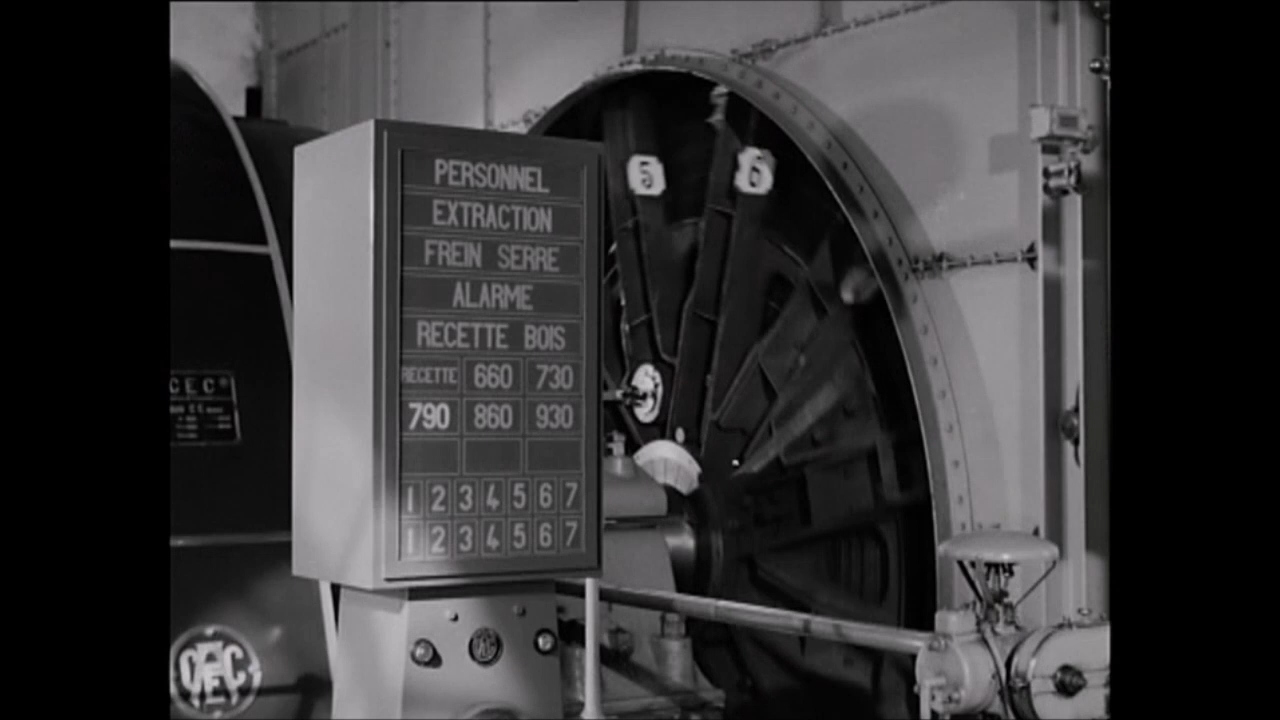 PERSONNEL
EXTRACTION
FREIN SERRE
ALARME
RECETTE BOIS
RECETTE 660 730
790 860 930
1 2 3 4 5 6 7
1 2 3 4 5 6 7
5
6
CEC